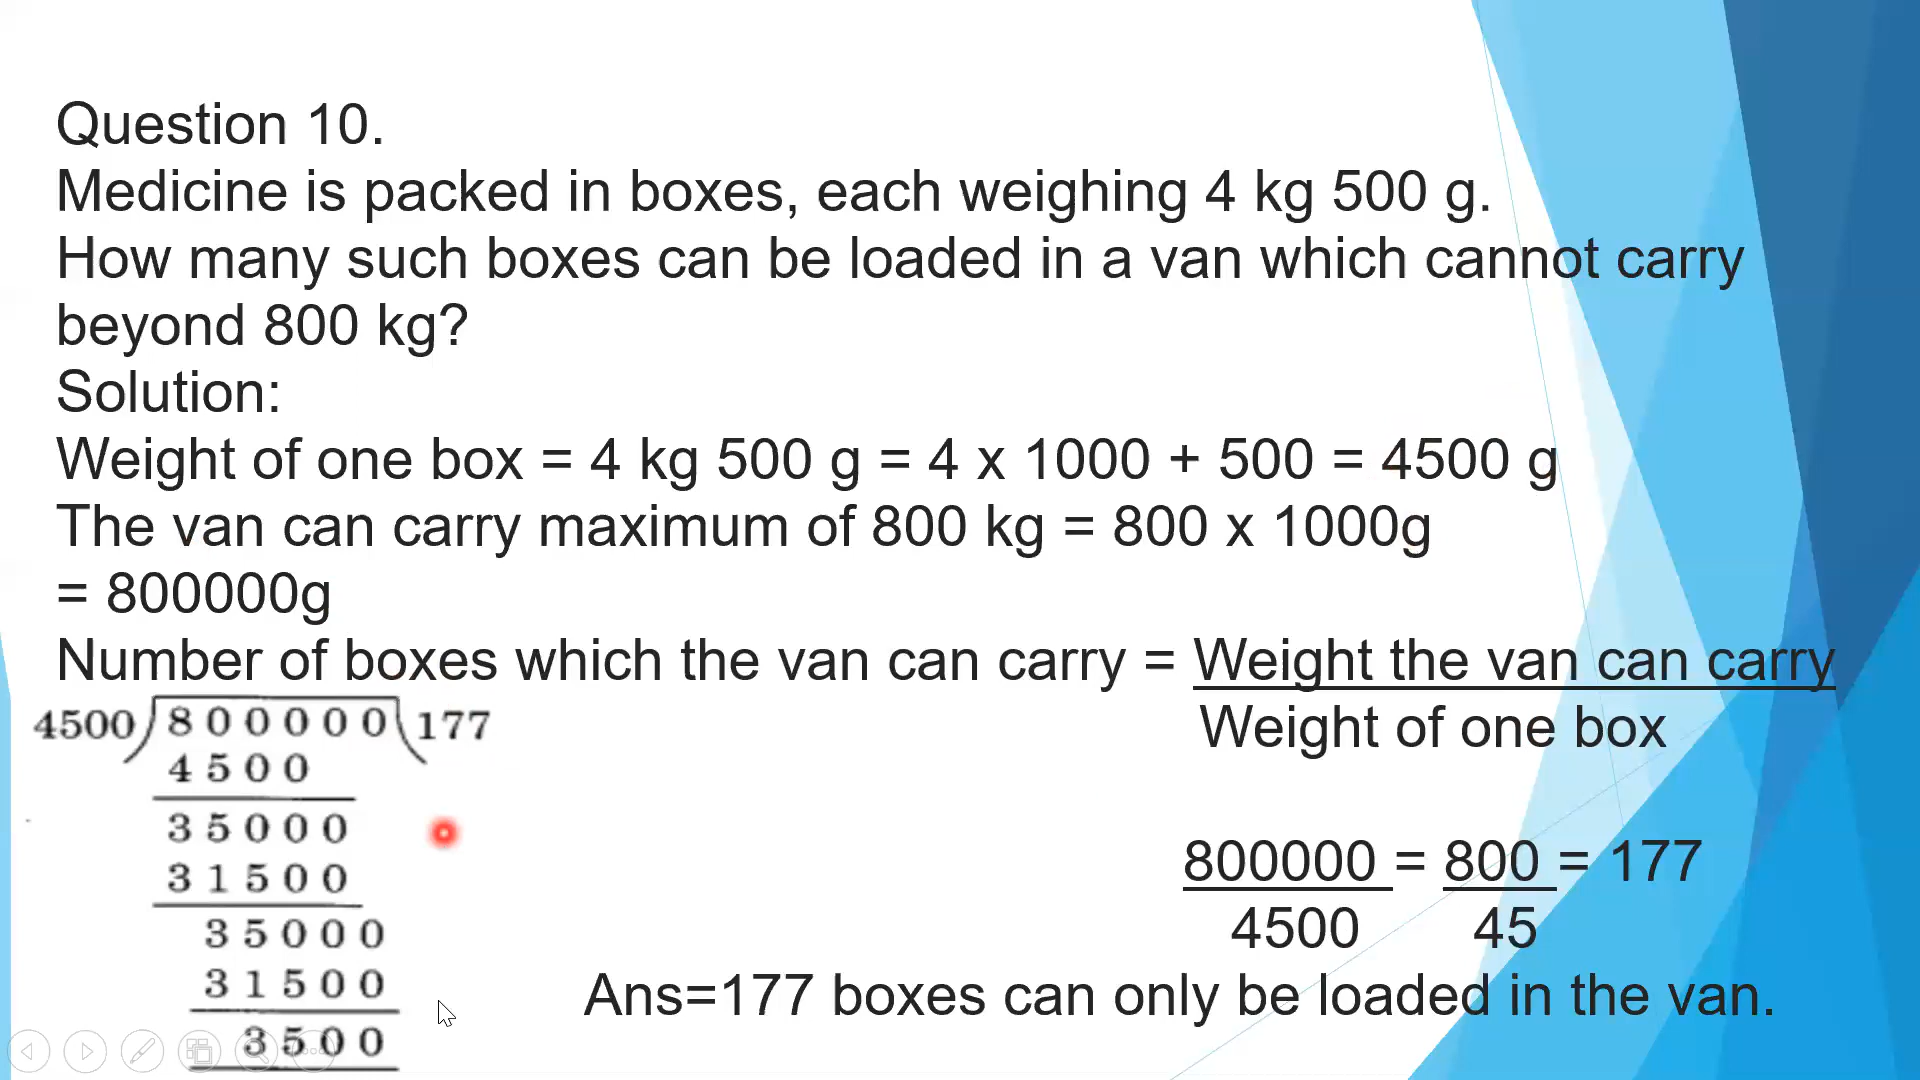 Question 10.
Medicine is packed in boxes, each weighing 4 kg 500 g.
How many such boxes can be loaded in a van which cannot carry
beyond 800 kg?
Solution:
Weight of one box = 4 kg 500 g = 4 x 1000 + 500 = 4500 g
The van can carry maximum of 800 kg = 800 x 1000g
= 800000g
Number of boxes which the van can carry = Weight the van can carry
Weight of one box
4500 800000 177
4500
35000
31500
35000
31500
3500
800000 = 800 = 177
4500 45
Ans=177 boxes can only be loaded in the van.